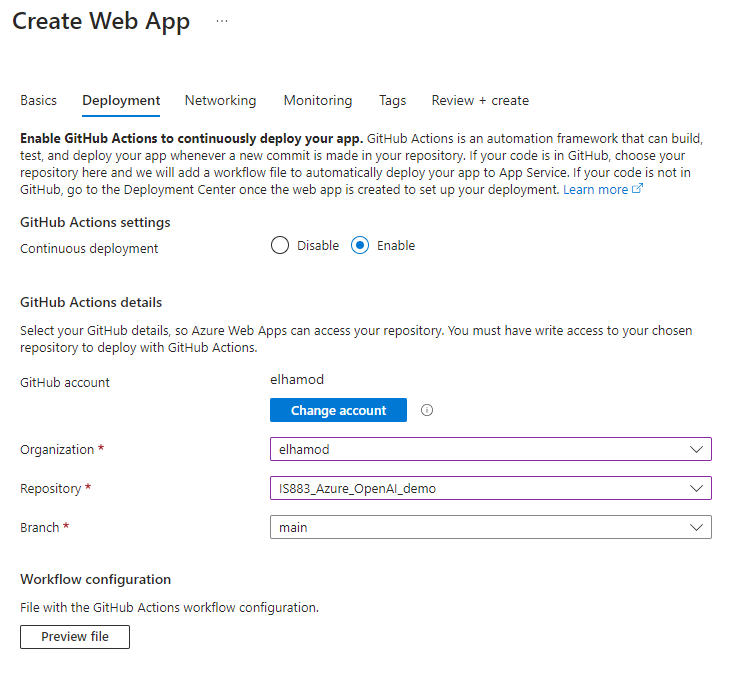 Create Web App ...
Basics Deployment Networking Monitoring Tags Review + create
Enable GitHub Actions to continuously deploy your app. GitHub Actions is an automation framework that can build,
test, and deploy your app whenever a new commit is made in your repository. If your code is in GitHub, choose your
repository here and we will add a workflow file to automatically deploy your app to App Service. If your code is not in
GitHub, go to the Deployment Center once the web app is created to set up your deployment. Learn more
GitHub Actions settings
Continuous deployment Disable Enable
GitHub Actions details
Select your GitHub details, so Azure Web Apps can access your repository. You must have write access to your chosen
repository to deploy with GitHub Actions.
GitHub account elhamod
Change account
Organization * elhamod
Repository * IS883_Azure_OpenAI_demo
Branch * main
Workflow configuration
File with the GitHub Actions workflow configuration.
Preview file